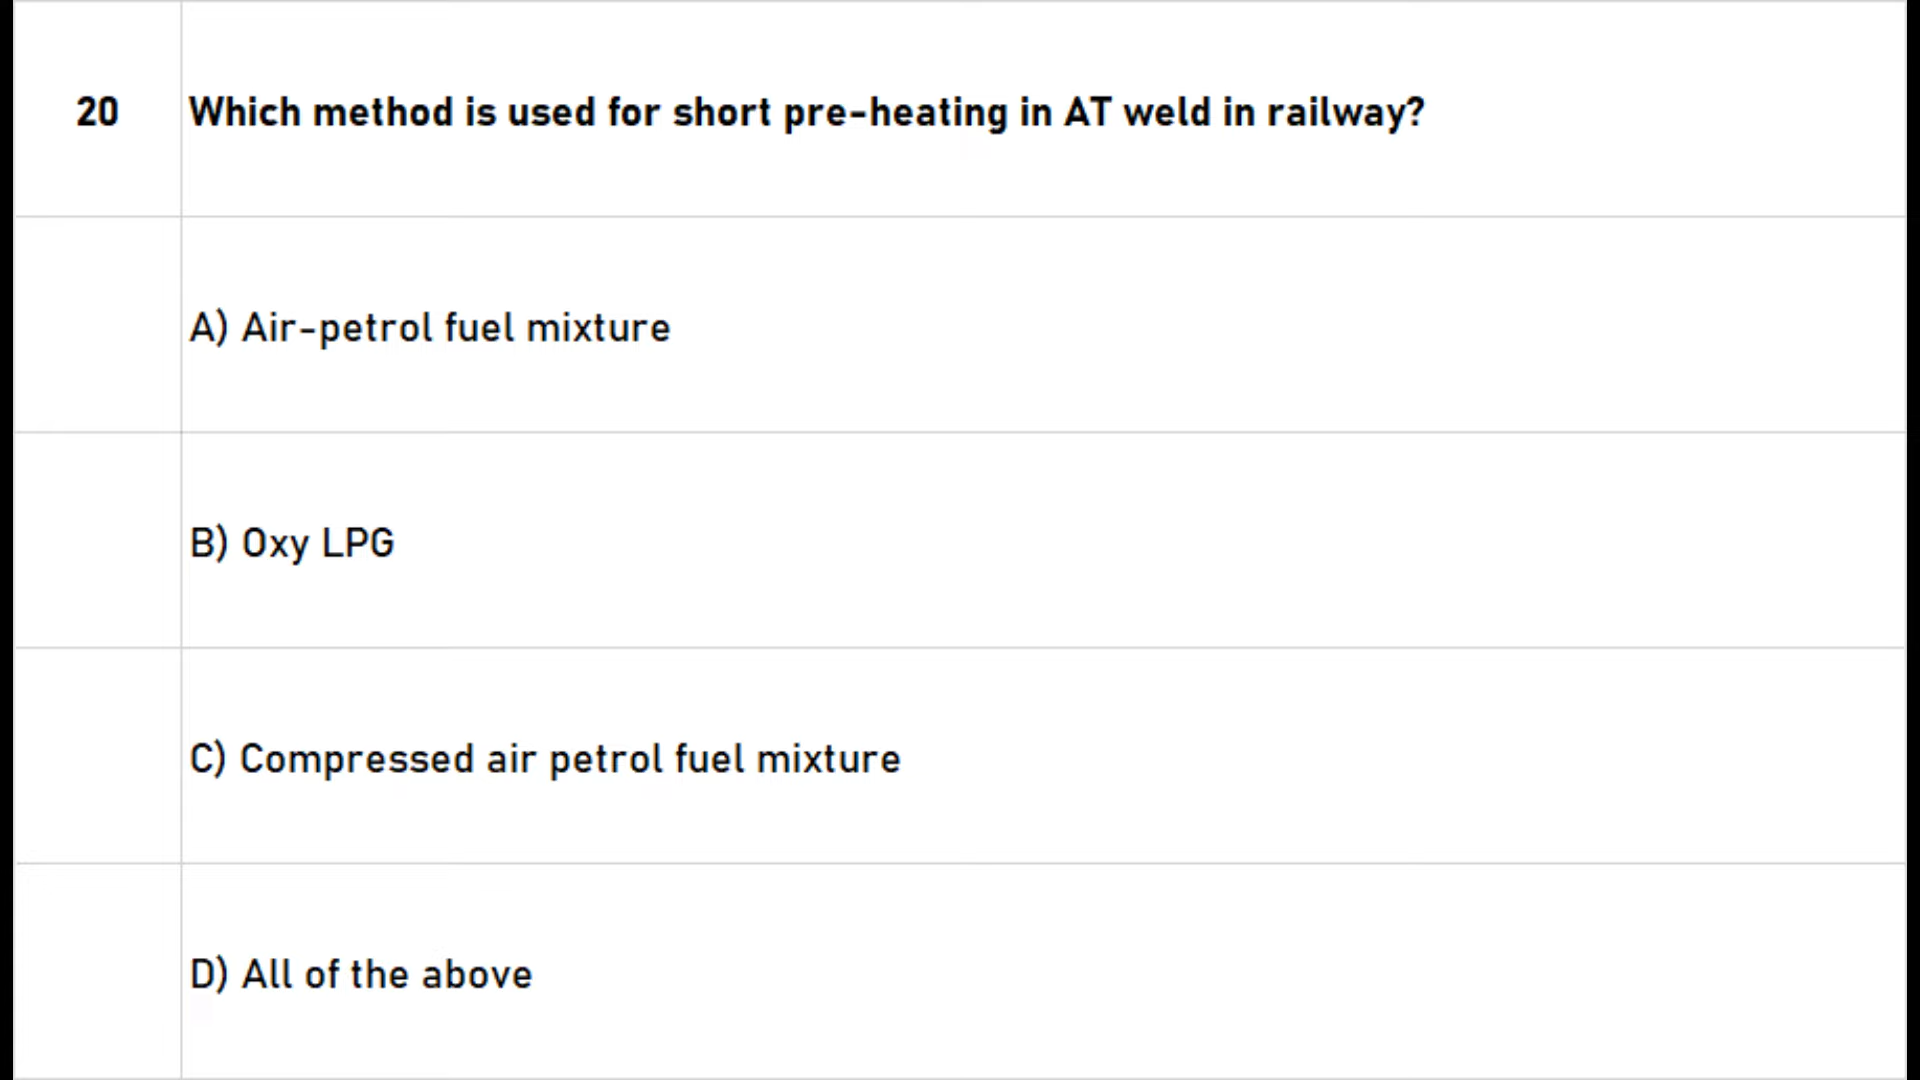 20 Which method is used for short pre-heating in AT weld in railway?
A) Air-petrol fuel mixture
B) Oxy LPG
C) Compressed air petrol fuel mixture
D) All of the above